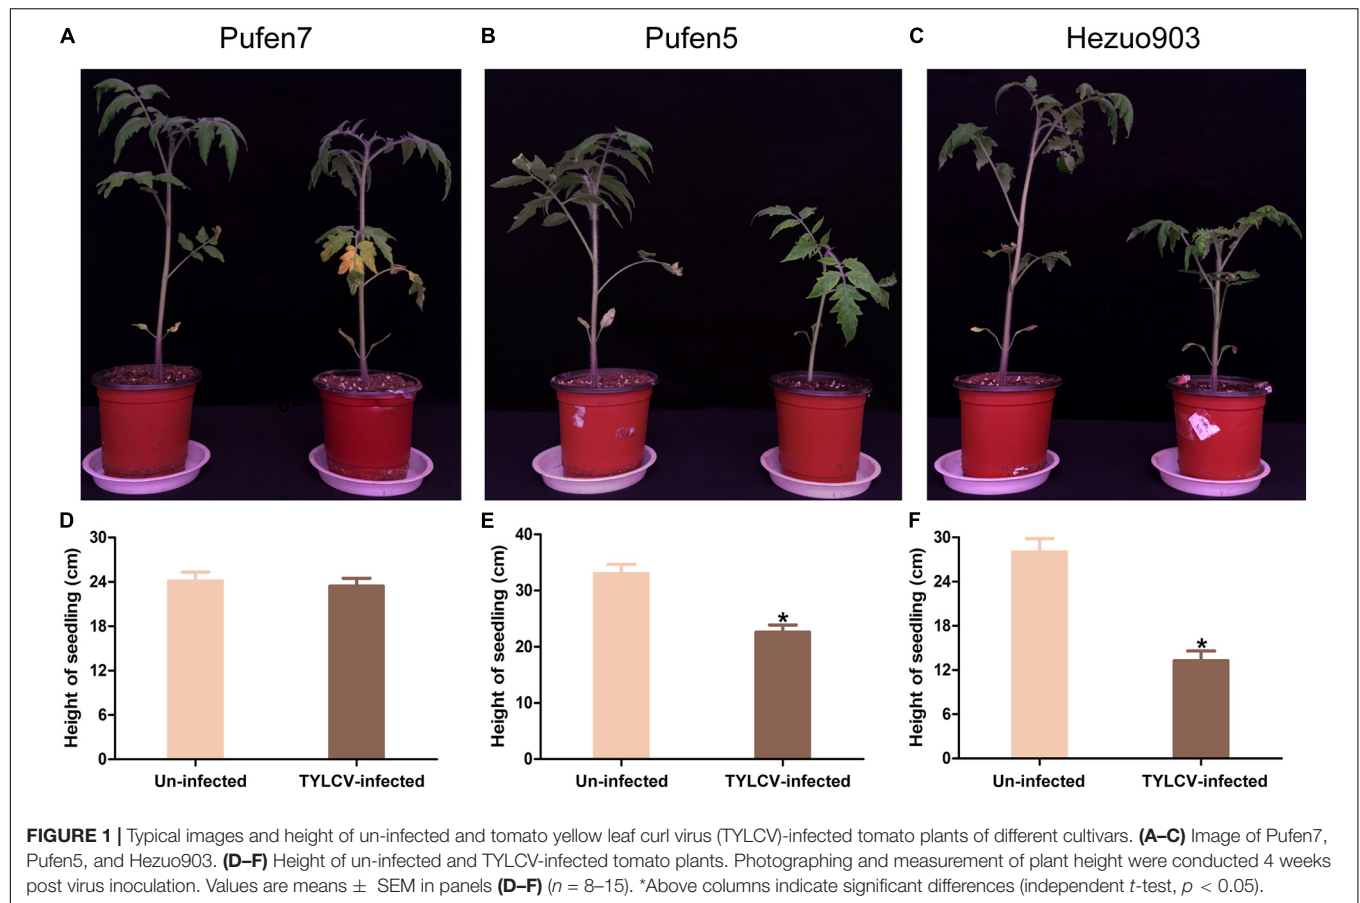 A Pufen7 B Pufen5 C Hezuo903
D
30
24
18
12
6
0
Height of seedling (cm)
Un-infected TYLCV-infected
E
40
30
20
10
0
Height of seedling (cm)
*
Un-infected TYLCV-infected
F
30
24
18
12
6
0
Height of seedling (cm)
*
Un-infected TYLCV-infected
FIGURE 1 | Typical images and height of un-infected and tomato yellow leaf curl virus (TYLCV)-infected tomato plants of different cultivars. (A–C) Image of Pufen7,
Pufen5, and Hezuo903. (D–F) Height of un-infected and TYLCV-infected tomato plants. Photographing and measurement of plant height were conducted 4 weeks
post virus inoculation. Values are means ± SEM in panels (D–F) (n = 8–15). *Above columns indicate significant differences (independent t-test, p < 0.05).